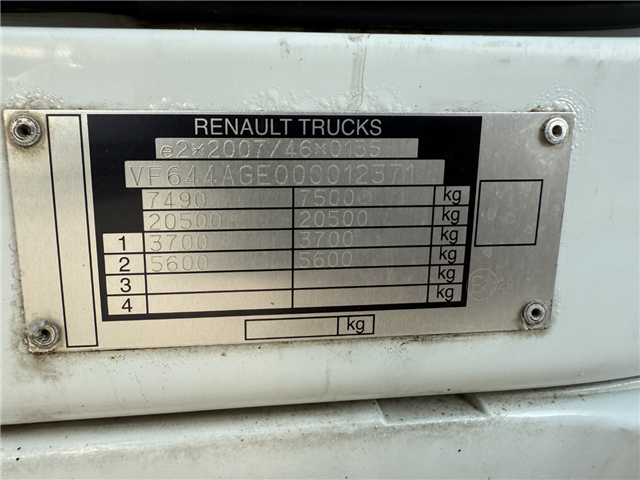 RENAULT TRUCKS
e2*2007/46*0135
VF644AGE000012371
7490 7500 kg
20500 20500 kg
1 3700 3700 kg
2 5600 5600 kg
3 kg
4 kg
kg